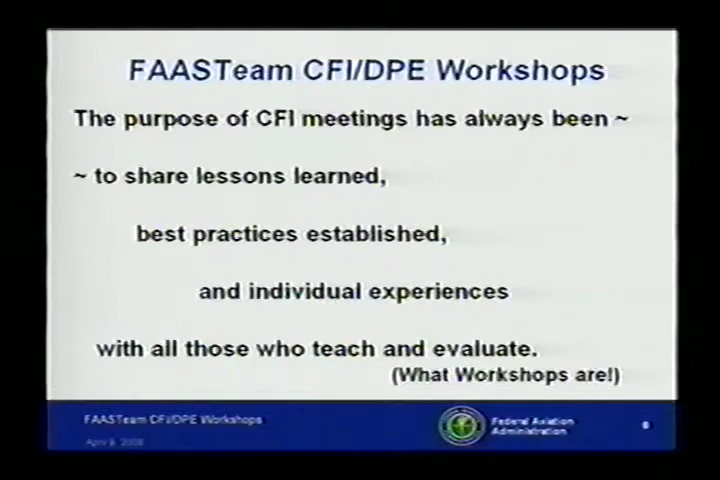 FAASTeam CFI/DPE Workshops
The purpose of CFI meetings has always been ~
~ to share lessons learned,
best practices established,
and individual experiences
with all those who teach and evaluate.
(What Workshops are!)
FAASTeam CFI/DPE Workshops
Federal Aviation
Administration
April